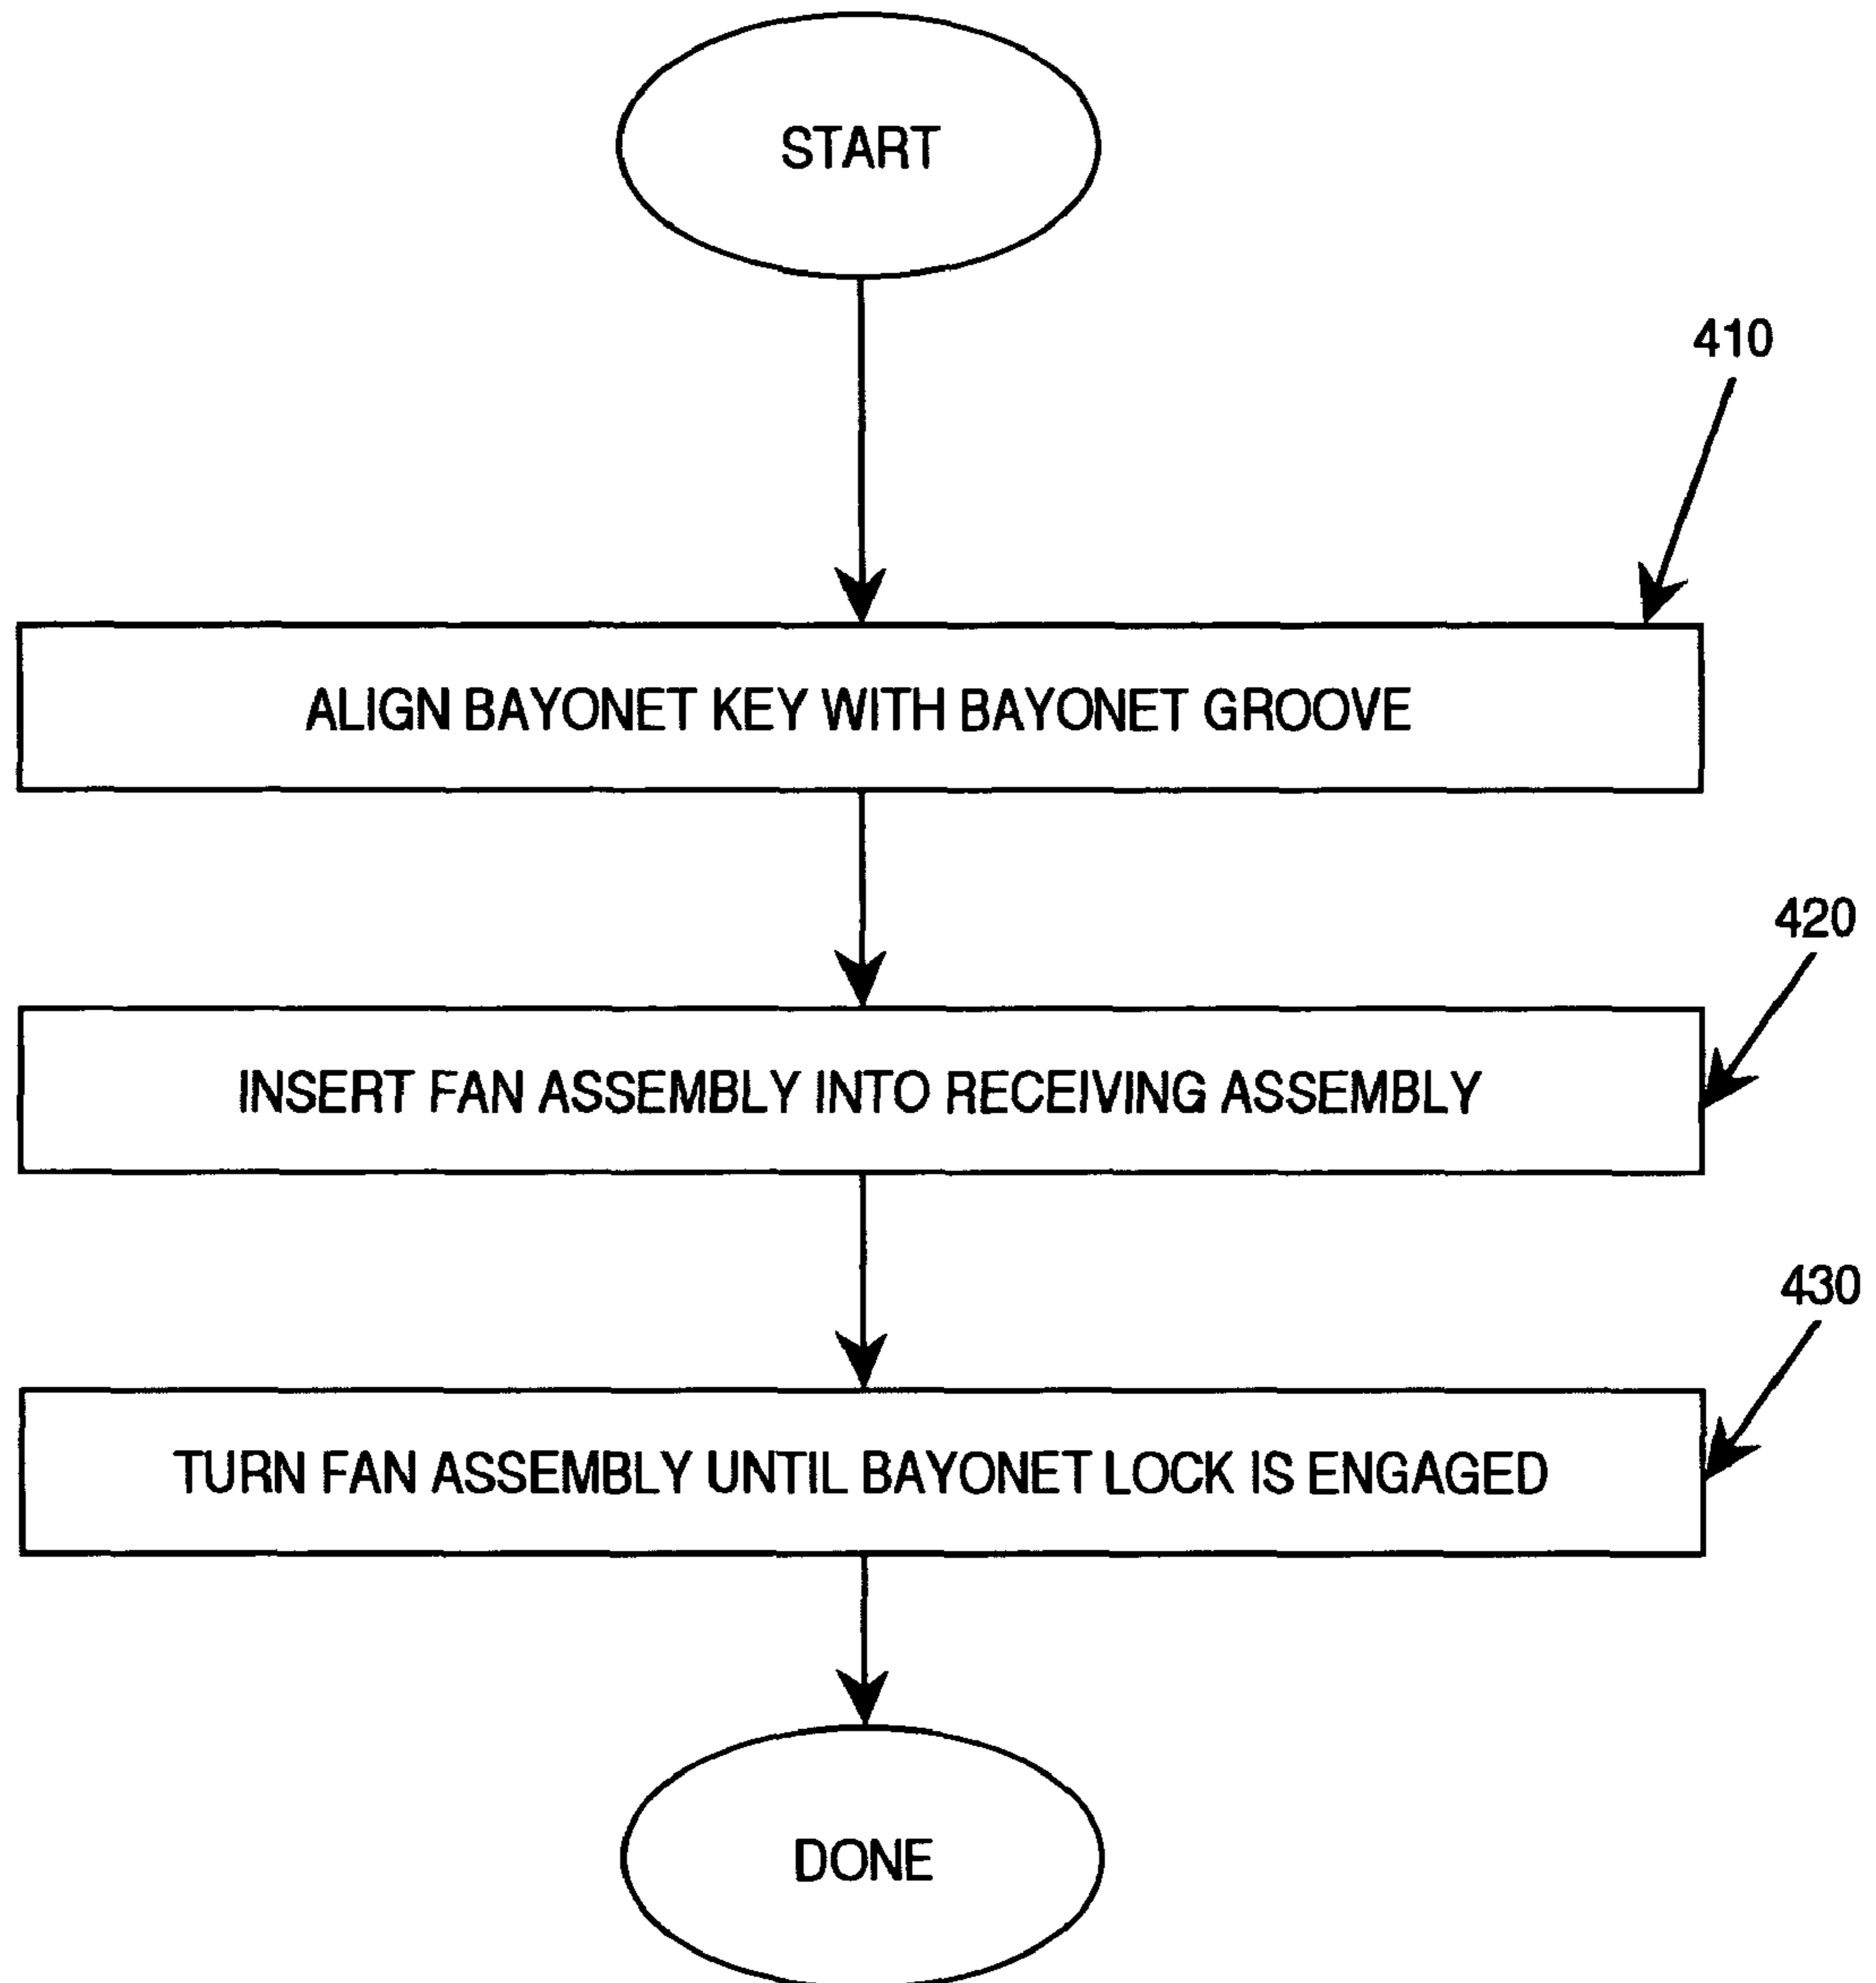 START
410
ALIGN BAYONET KEY WITH BAYONET GROOVE
420
INSERT FAN ASSEMBLY INTO RECEIVING ASSEMBLY
430
TURN FAN ASSEMBLY UNTIL BAYONET LOCK IS ENGAGED
DONE